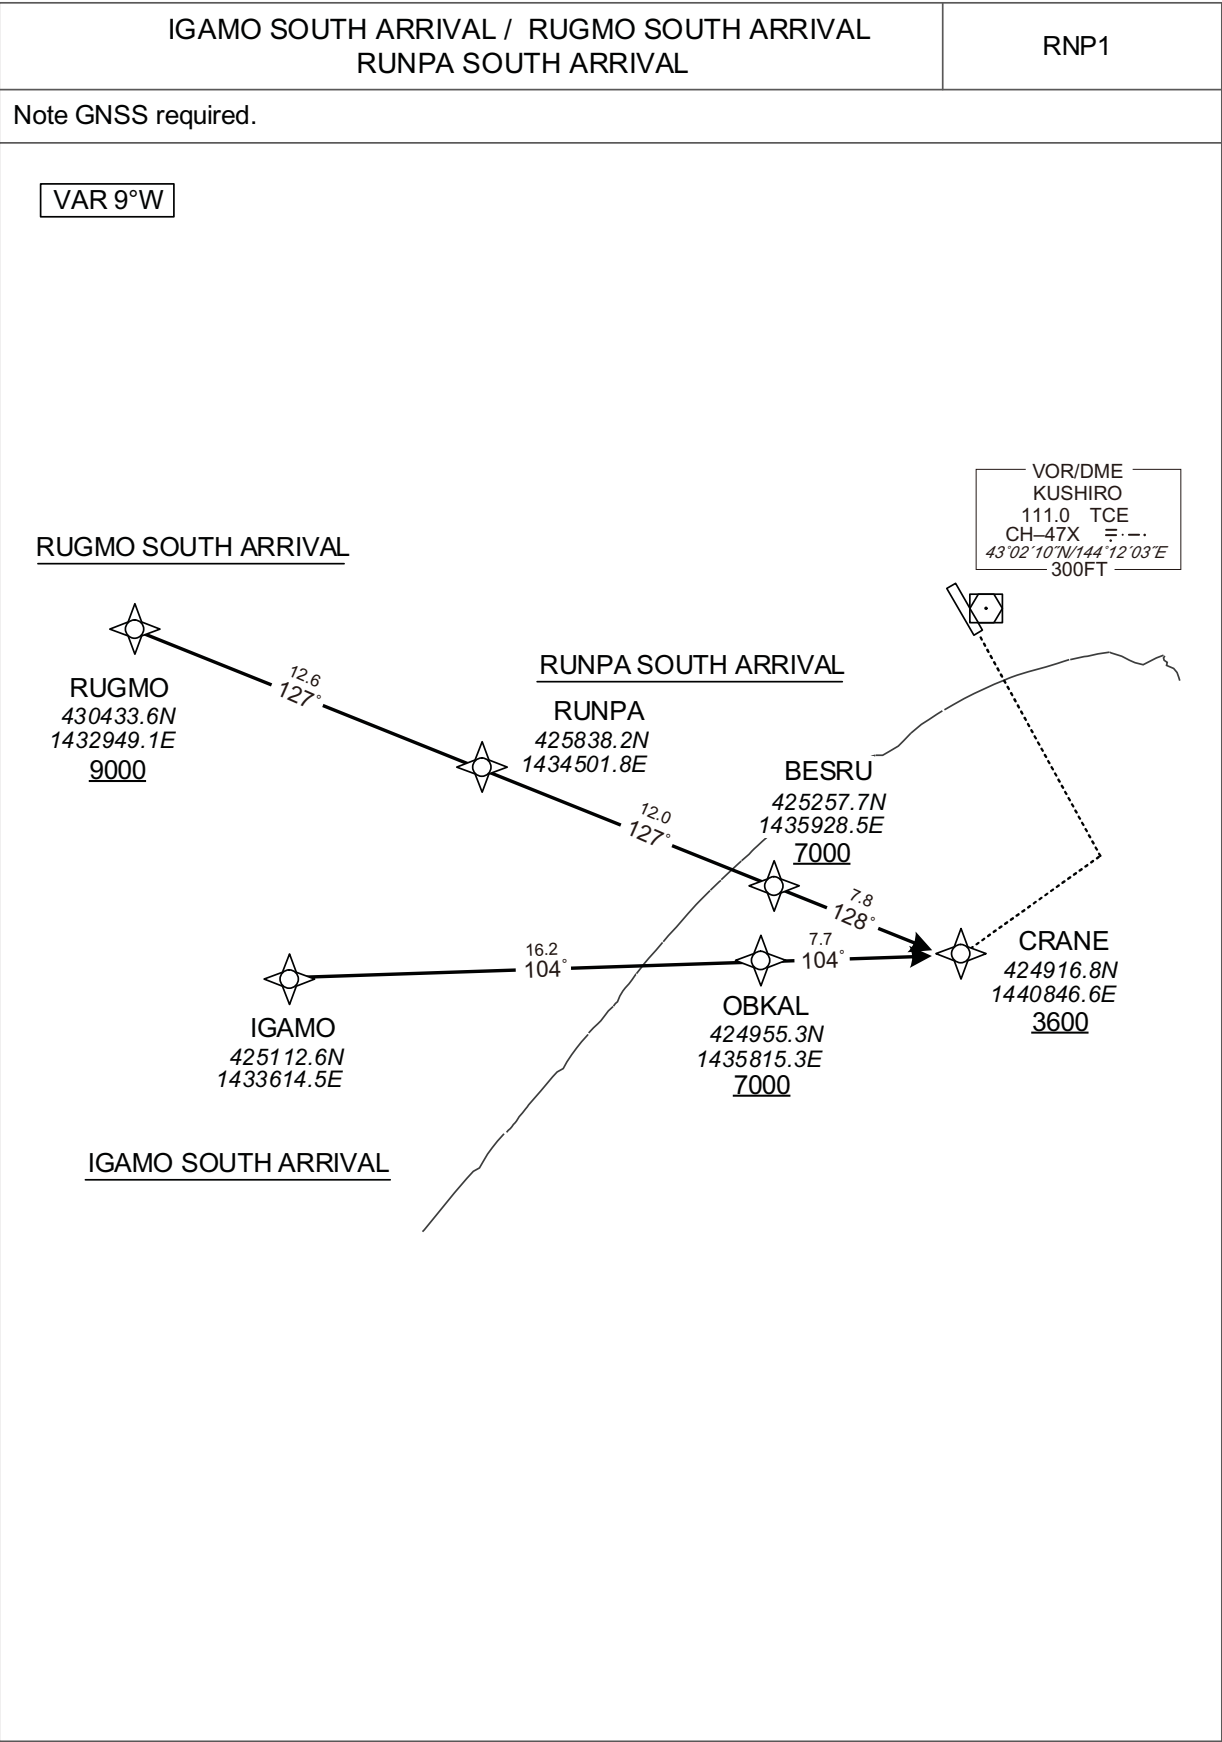 IGAMO SOUTH ARRIVAL / RUGMO SOUTH ARRIVAL
RUNPA SOUTH ARRIVAL
RNP1
Note GNSS required.
VAR 9°W
VOR/DME
KUSHIRO
111.0 TCE
CH–47X
43°02´10˝N/144°12´03˝E
300FT
RUGMO SOUTH ARRIVAL
RUNPA SOUTH ARRIVAL
12.6
127°
RUGMO
430433.6N
1432949.1E
9000
RUNPA
425838.2N
1434501.8E
BESRU
425257.7N
1435928.5E
7000
12.0
127°
7.8
128°
16.2
104°
7.7
104°
CRANE
424916.8N
1440846.6E
3600
IGAMO
425112.6N
1433614.5E
OBKAL
424955.3N
1435815.3E
7000
IGAMO SOUTH ARRIVAL